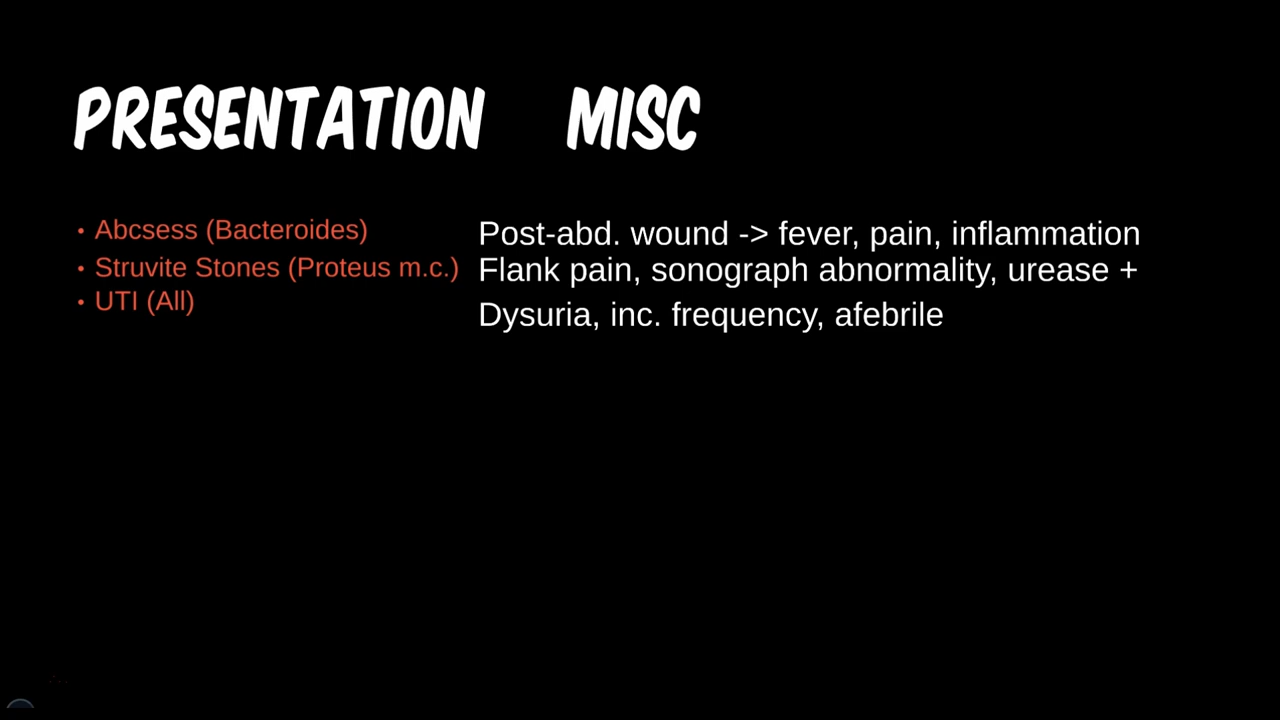 PRESENTATION MISC
• Abcsess (Bacteroides) Post-abd. wound -> fever, pain, inflammation
• Struvite Stones (Proteus m.c.) Flank pain, sonograph abnormality, urease +
• UTI (All) Dysuria, inc. frequency, afebrile